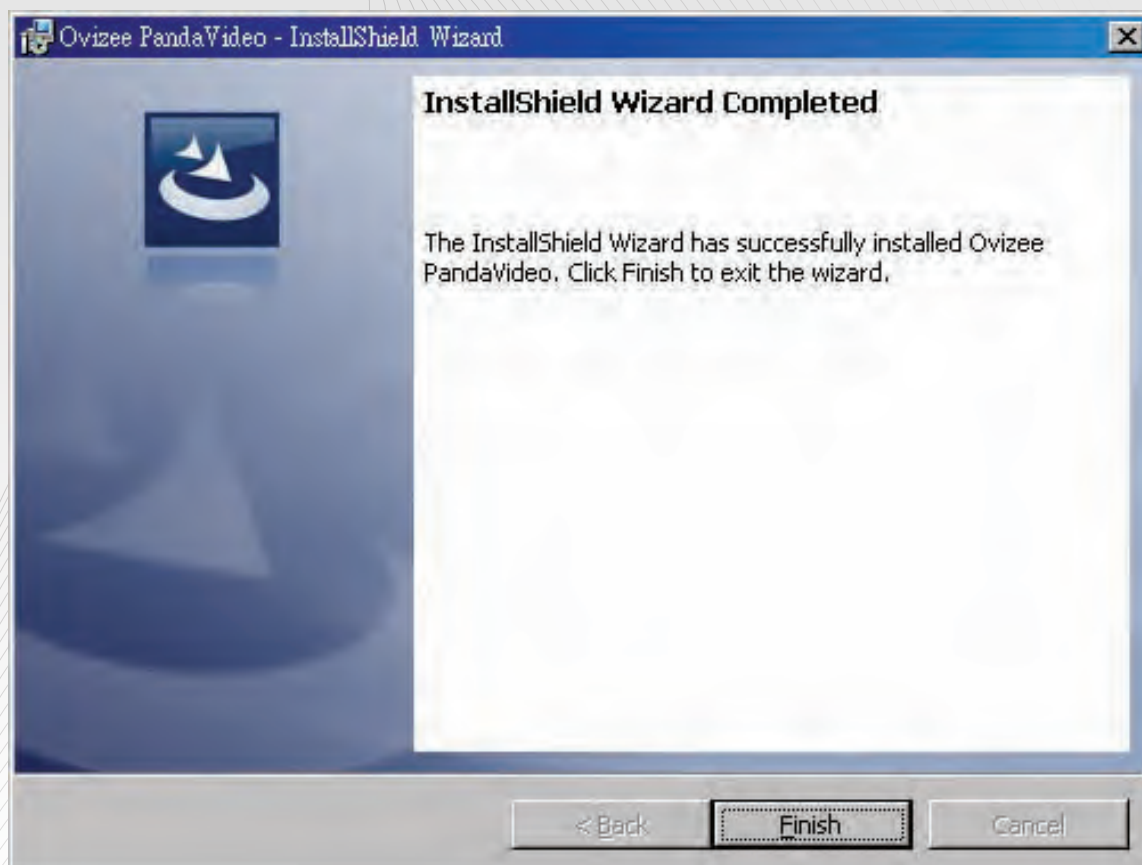 Ovizee PandaVideo - InstallShield Wizard
InstallShield Wizard Completed
The InstallShield Wizard has successfully installed Ovizee
PandaVideo. Click Finish to exit the wizard.
< Back
Finish
Cancel